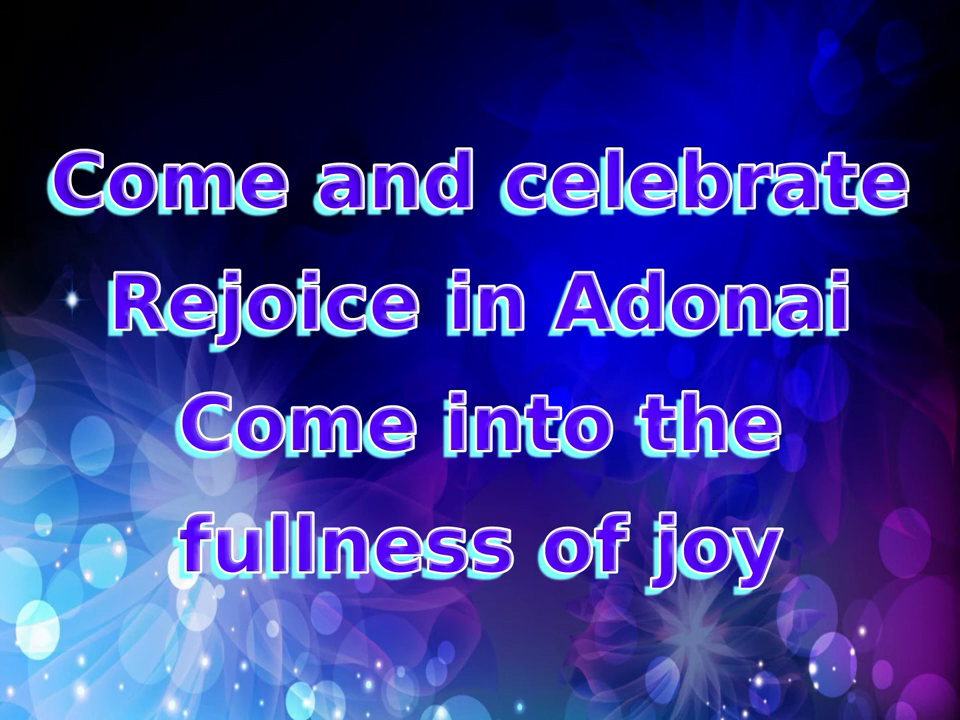 Come and celebrate
Rejoice in Adonai
Come into the
fullness of joy